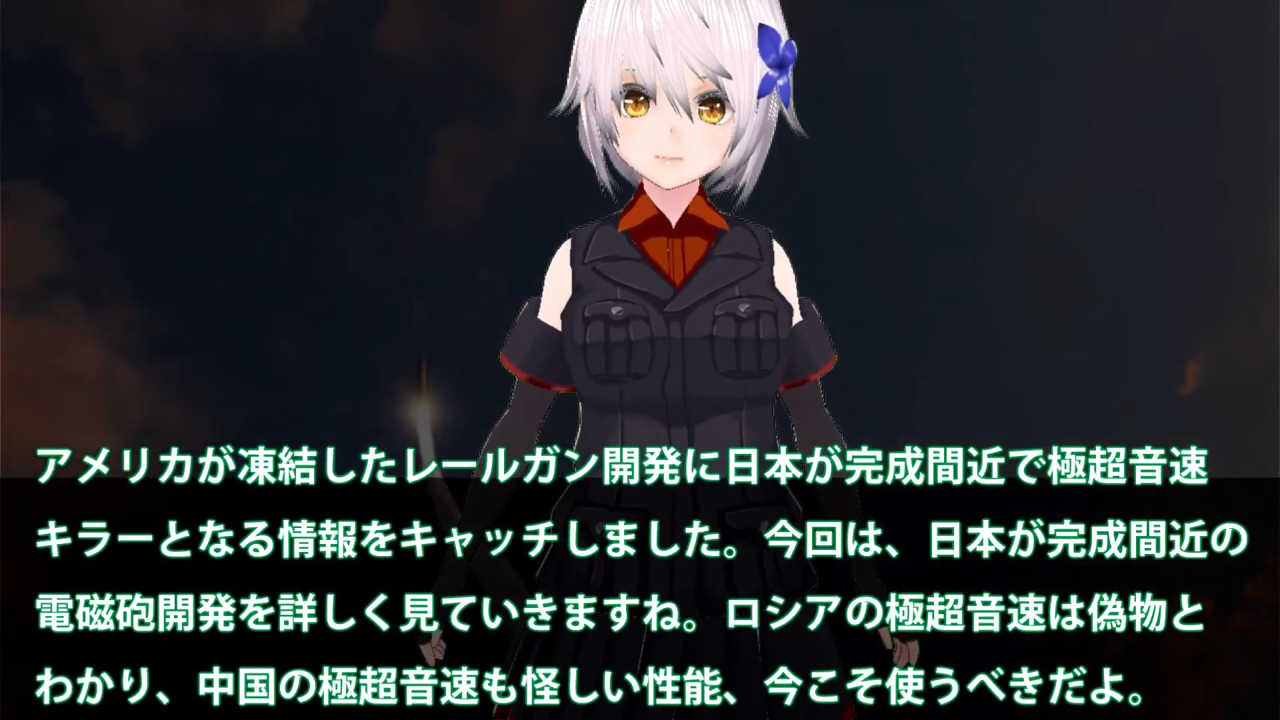 アメリカが凍結したレールガン開発に日本が完成間近で極超音速
キラーとなる情報をキャッチしました。今回は、日本が完成間近の
電磁砲開発を詳しく見ていきますね。ロシアの極超音速は偽物と
わかり、中国の極超音速も怪しい性能、今こそ使うべきだよ。